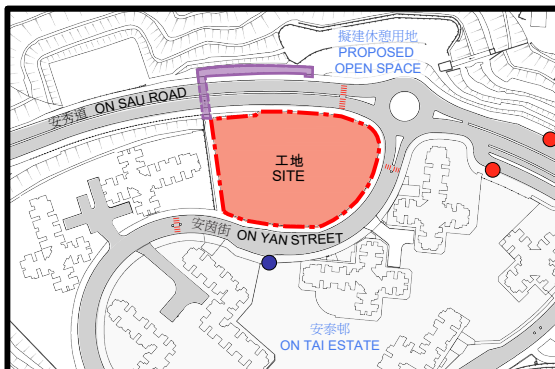 擬建休憩用地
PROPOSED
OPEN SPACE
安秀道 ON SAU ROAD
工地
SITE
安茵街 ON YAN STREET
安泰邨
ON TAI ESTATE